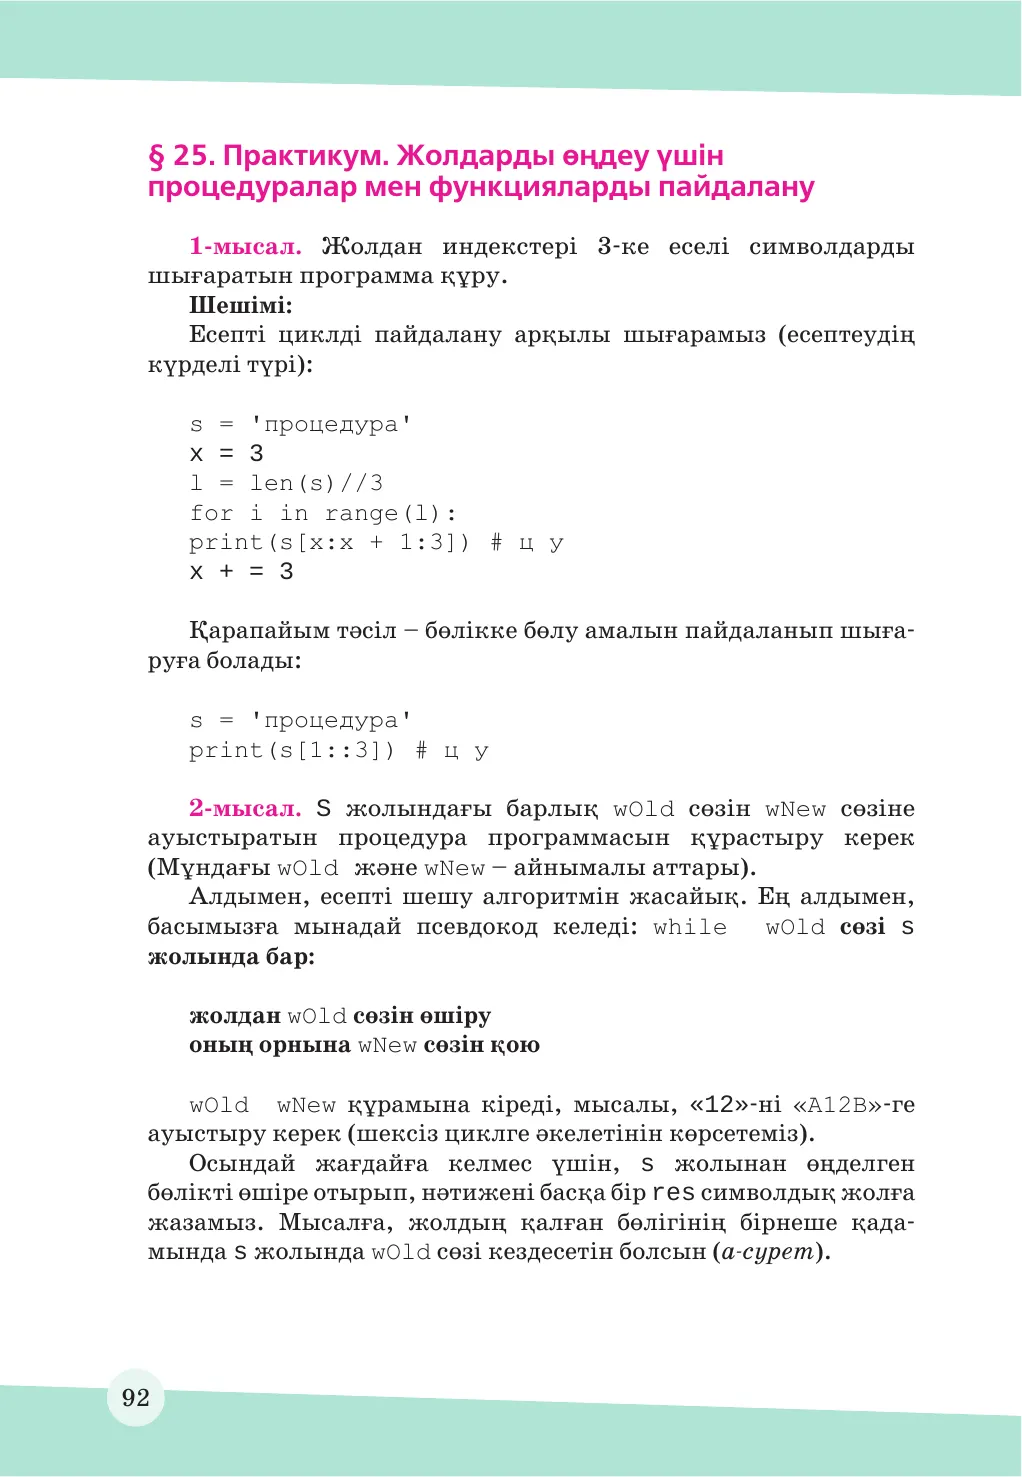 § 25. Практикум. Жолдарды өңдеу үшін
процедуралар мен функцияларды пайдалану
1-мысал. Жолдан индекстері 3-ке еселі символдарды
шығаратын программа құру.
Шешімі:
Есепті циклді пайдалану арқылы шығарамыз (есептеудің
күрделі түрі):
s = 'процедура'
x = 3
l = len(s)//3
for i in range(l):
print(s[x:x + 1:3]) # ц у
x + = 3
Қарапайым тәсіл – бөлікке бөлу амалын пайдаланып шыға-
руға болады:
s = 'процедура'
print(s[1::3]) # ц у
2-мысал. S жолындағы барлық wOld сөзін wNew сөзіне
ауыстыратын процедура программасын құрастыру керек
(Мұндағы wOld және wNew – айнымалы аттары).
Алдымен, есепті шешу алгоритмін жасайық. Ең алдымен,
басымызға мынадай псевдокод келеді: while wOld сөзі s
жолында бар:
жолдан wOld сөзін өшіру
оның орнына wNew сөзін қою
wOld wNew құрамына кіреді, мысалы, «12»-ні «A12B»-ге
ауыстыру керек (шексіз циклге әкелетінін көрсетеміз).
Осындай жағдайға келмес үшін, s жолынан өңделген
бөлікті өшіре отырып, нәтижені басқа бір res символдық жолға
жазамыз. Мысалға, жолдың қалған бөлігінің бірнеше қада-
мында s жолында wOld сөзі кездесетін болсын (а-сурет).
92